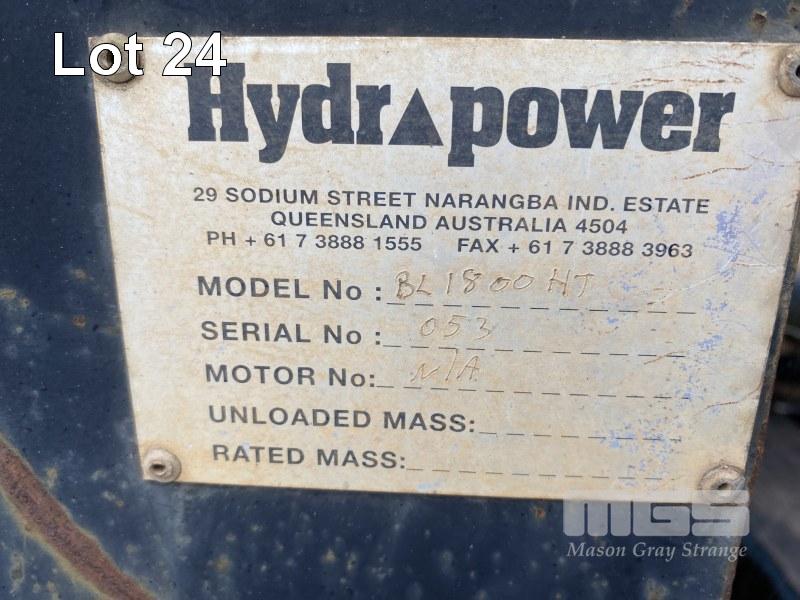 Lot 24
Hydrapower
29 SODIUM STREET NARANGBA IND. ESTATE
QUEENSLAND AUSTRALIA 4504
PH + 61 7 3888 1555 FAX + 61 7 3888 3963
MODEL No : BL1800HT
SERIAL No : 053
MOTOR No: N/A
UNLOADED MASS:
RATED MASS:
MGS
Mason Gray Strange